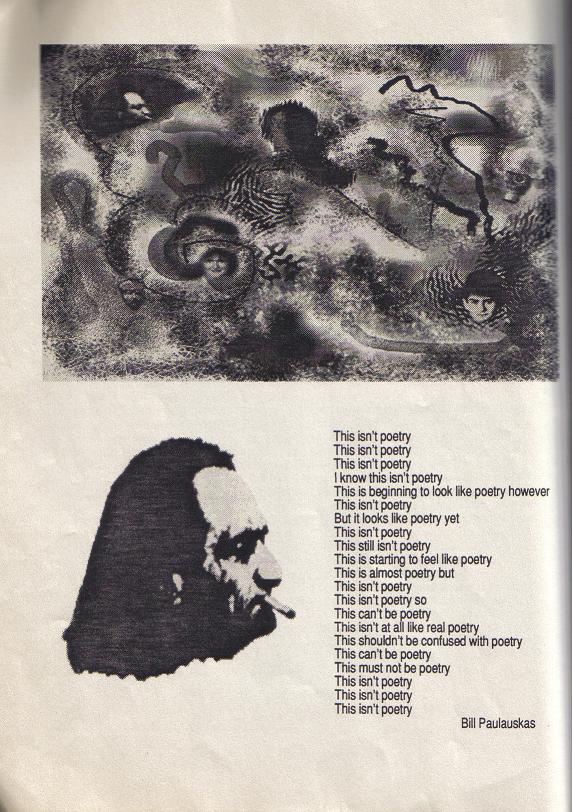 This isn't poetry
This isn't poetry
This isn't poetry
I know this isn't poetry
This is beginning to look like poetry however
This isn't poetry
But it looks like poetry yet
This isn't poetry
This still isn't poetry
This is starting to feel like poetry
This is almost poetry but
This isn't poetry
This isn't poetry so
This can't be poetry
This isn't at all like real poetry
This shouldn't be confused with poetry
This can't be poetry
This must not be poetry
This isn't poetry
This isn't poetry
This isn't poetry
Bill Paulauskas